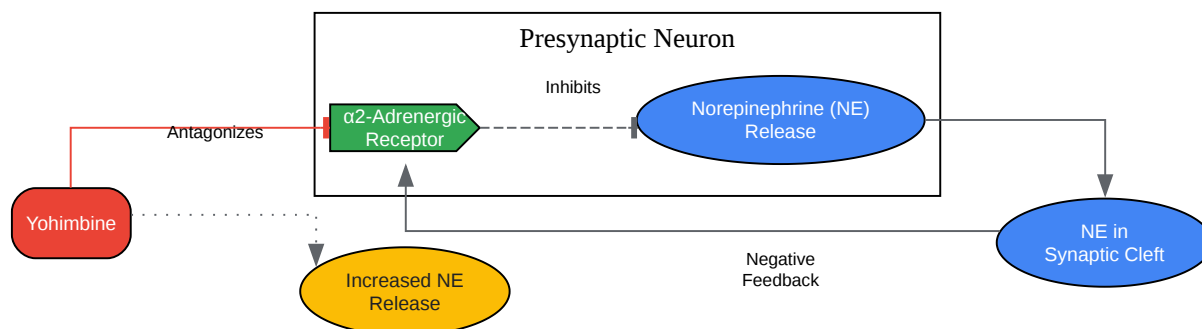 Presynaptic Neuron
Inhibits
α2-Adrenergic
Receptor
Norepinephrine (NE)
Release
Antagonizes
Yohimbine
NE in
Synaptic Cleft
Negative
Feedback
Increased NE
Release